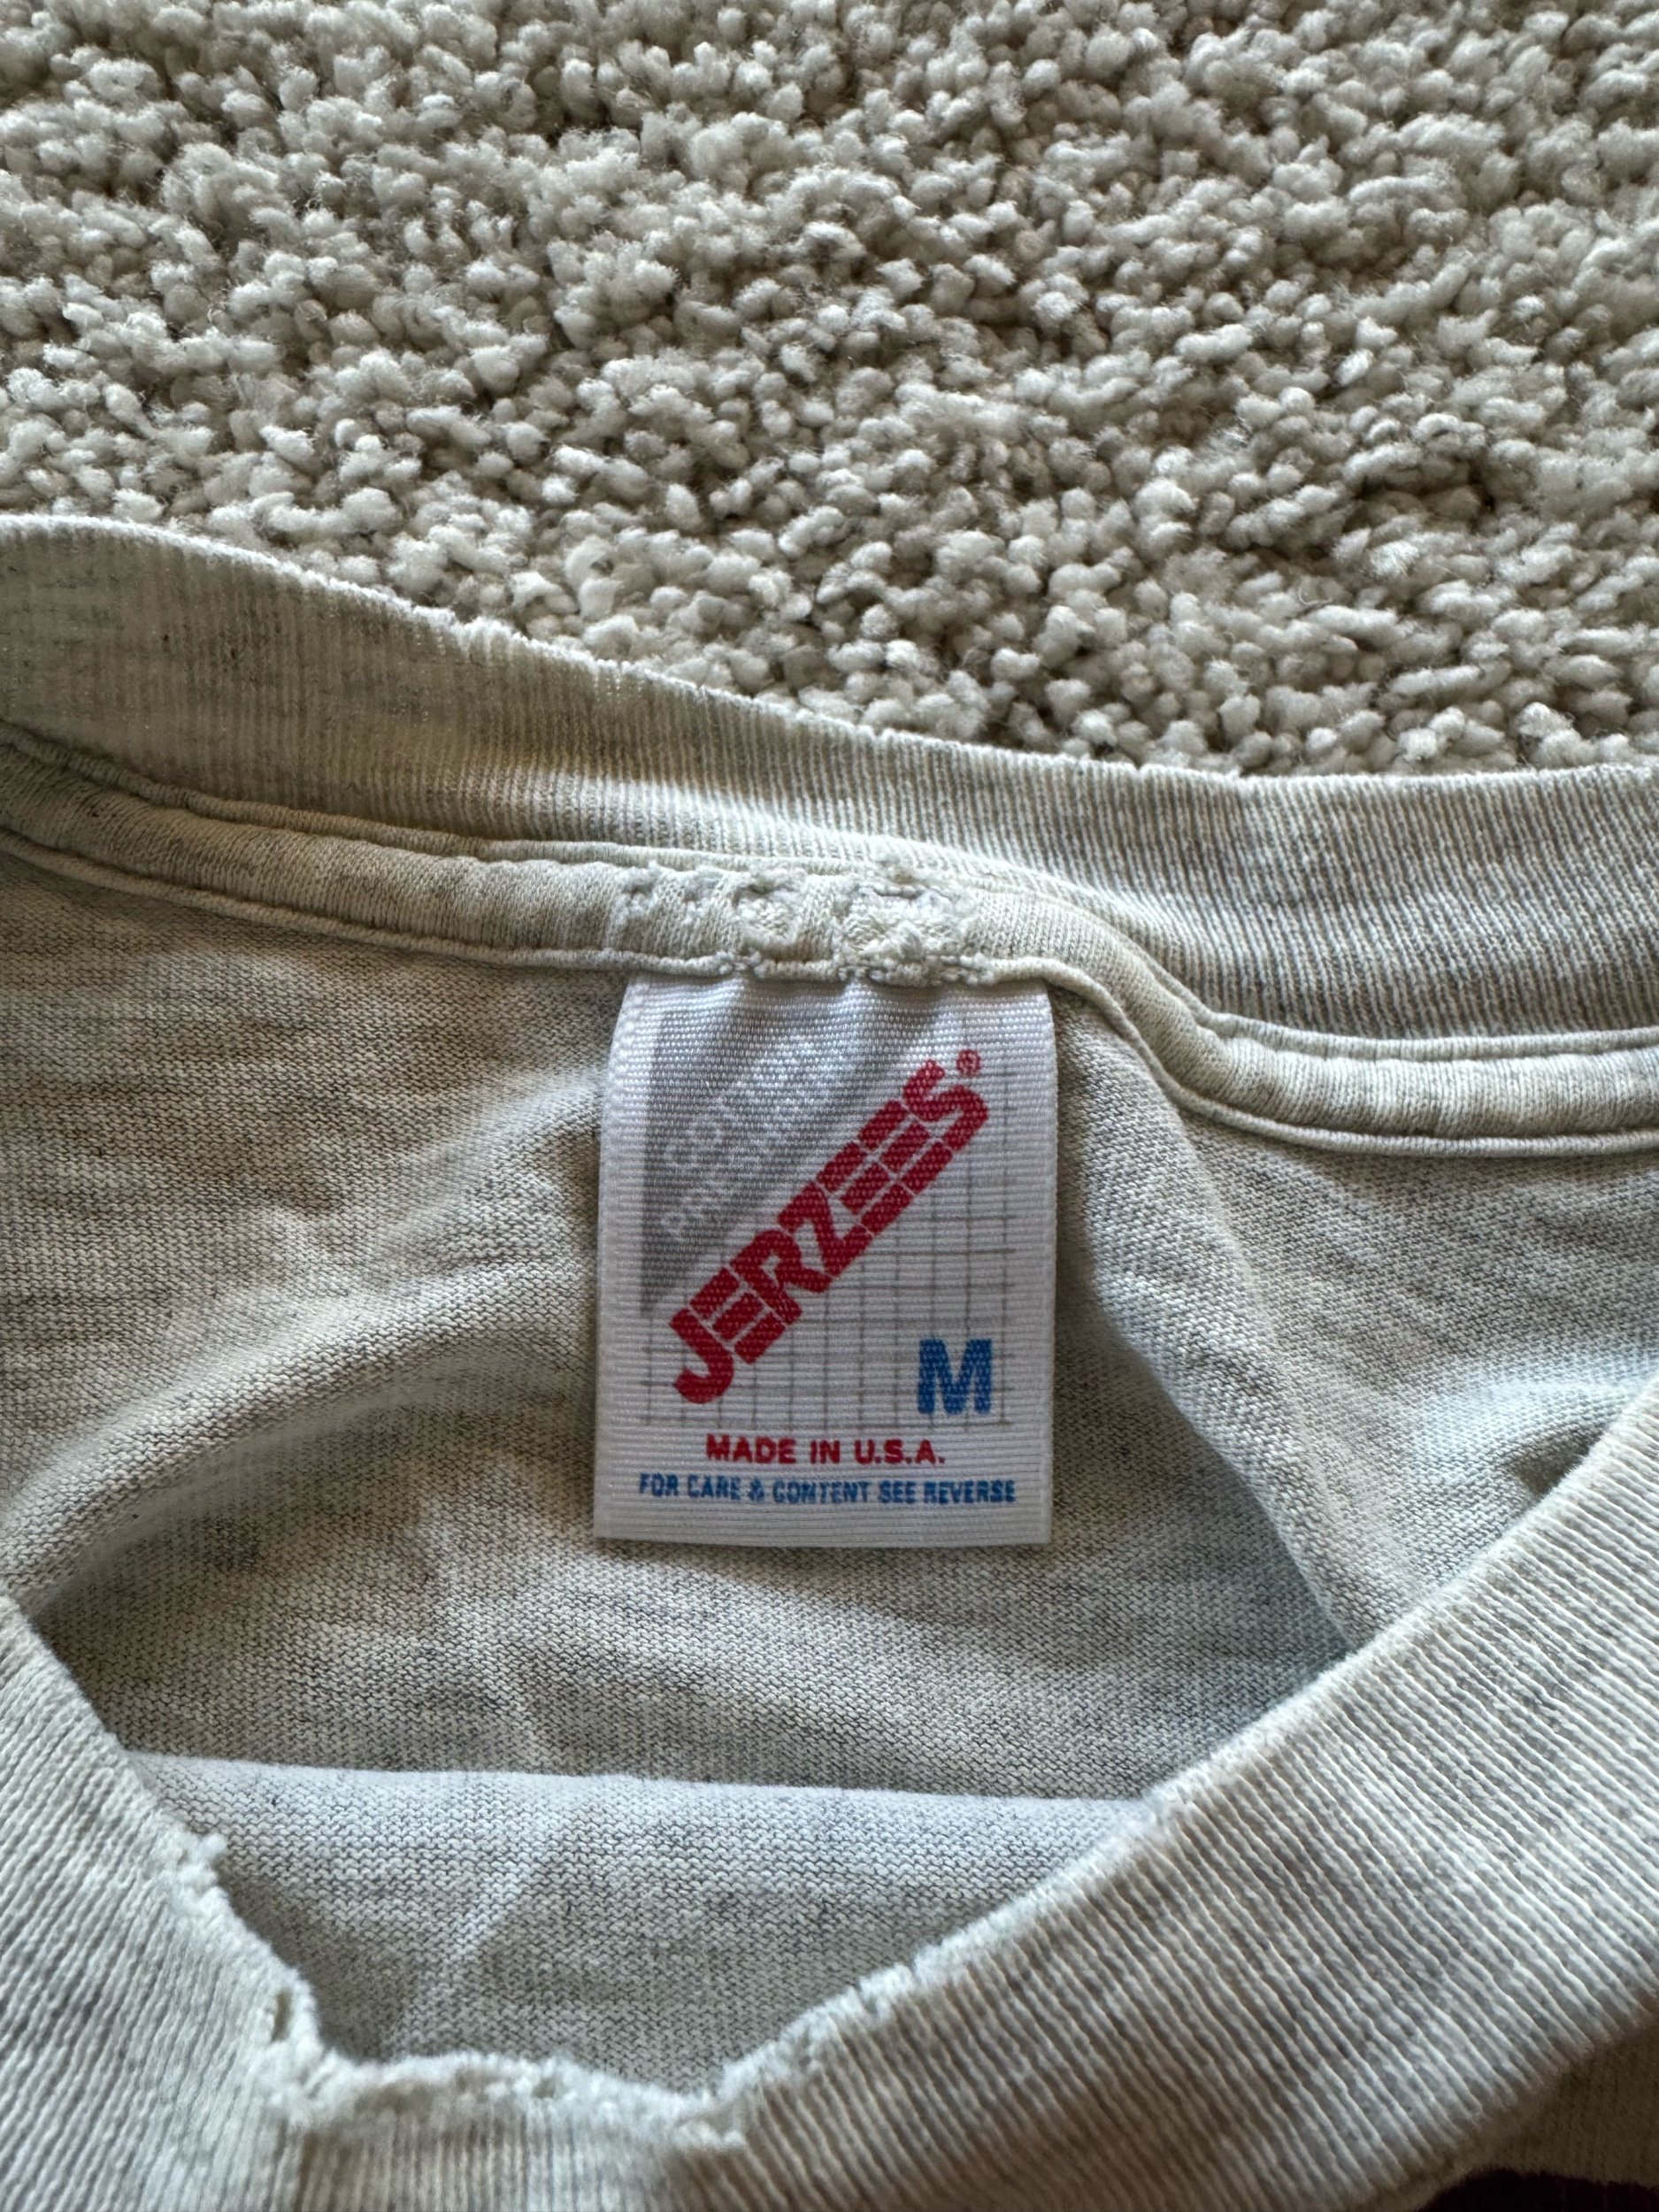 JERZEES®
M
MADE IN U.S.A.
FOR CARE & CONTENT SEE REVERSE